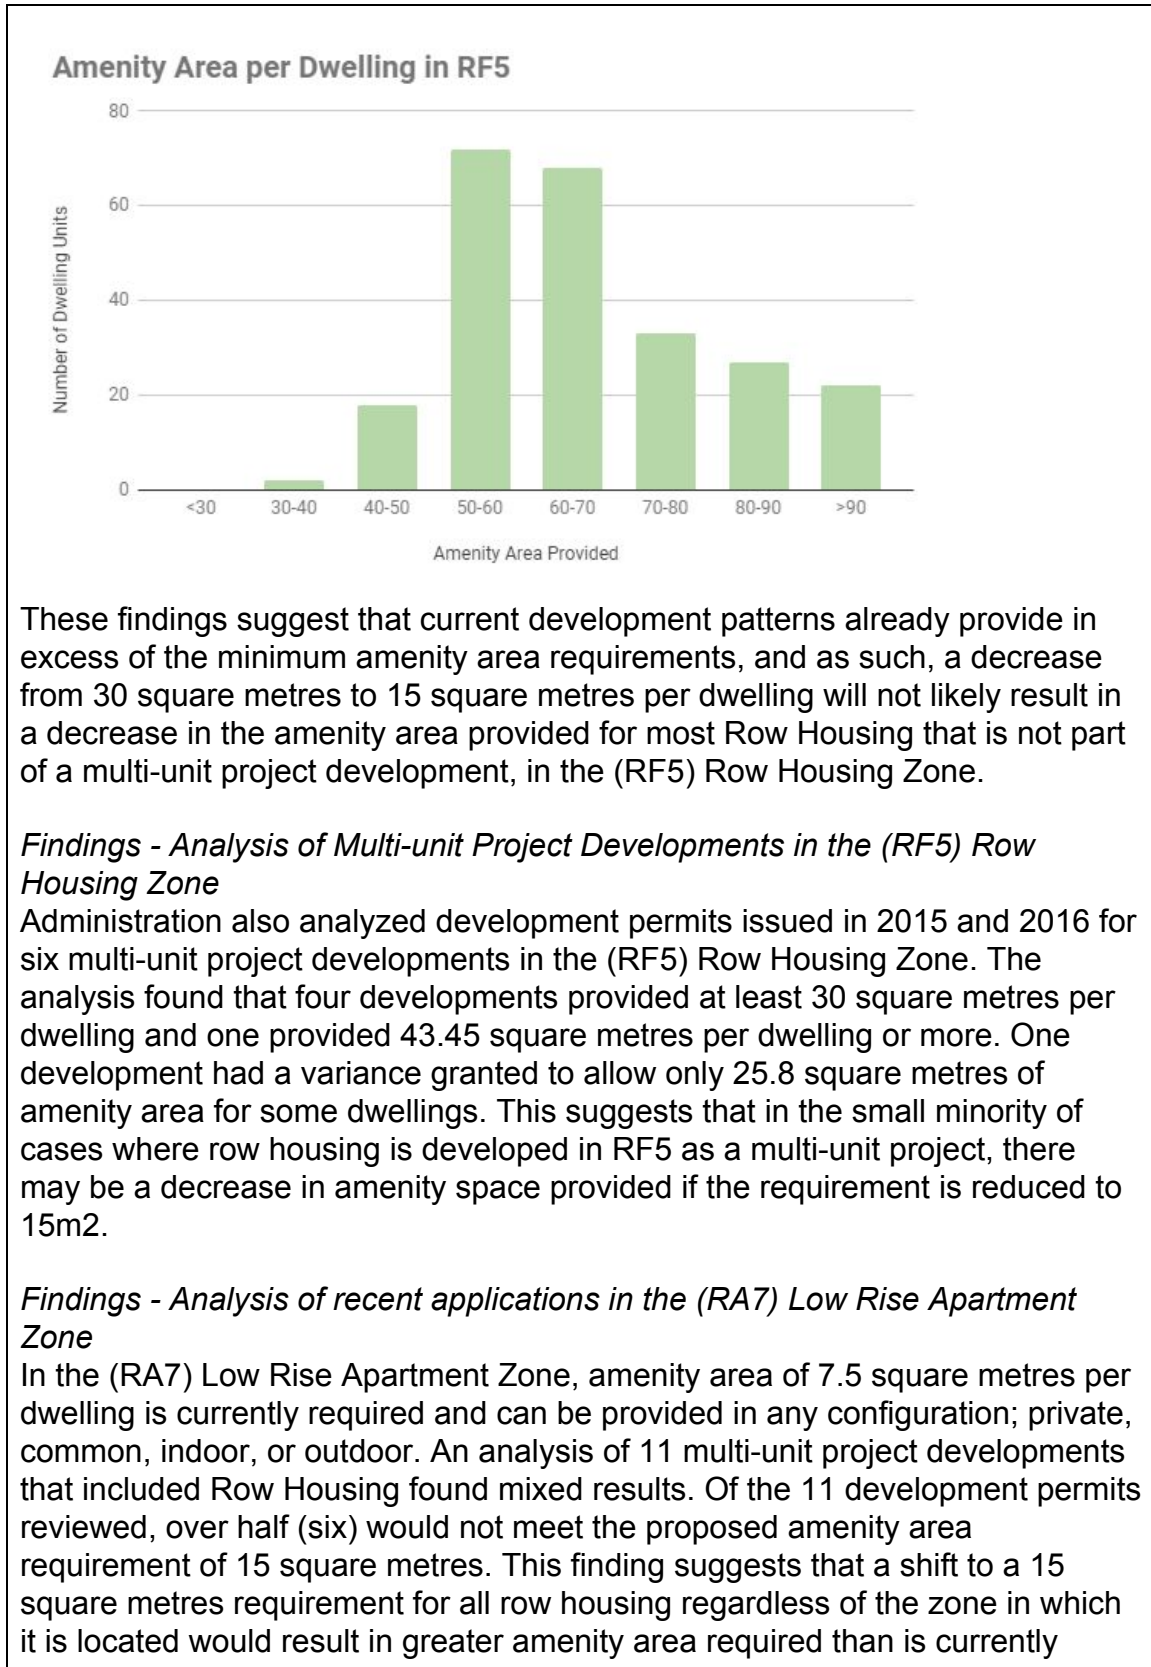 Amenity Area per Dwelling in RF5
80
60
40
20
0
Number of Dwelling Units
<30 30-40 40-50 50-60 60-70 70-80 80-90 >90
Amenity Area Provided
These findings suggest that current development patterns already provide in
excess of the minimum amenity area requirements, and as such, a decrease
from 30 square metres to 15 square metres per dwelling will not likely result in
a decrease in the amenity area provided for most Row Housing that is not part
of a multi-unit project development, in the (RF5) Row Housing Zone.
Findings - Analysis of Multi-unit Project Developments in the (RF5) Row
Housing Zone
Administration also analyzed development permits issued in 2015 and 2016 for
six multi-unit project developments in the (RF5) Row Housing Zone. The
analysis found that four developments provided at least 30 square metres per
dwelling and one provided 43.45 square metres per dwelling or more. One
development had a variance granted to allow only 25.8 square metres of
amenity area for some dwellings. This suggests that in the small minority of
cases where row housing is developed in RF5 as a multi-unit project, there
may be a decrease in amenity space provided if the requirement is reduced to
15m2.
Findings - Analysis of recent applications in the (RA7) Low Rise Apartment
Zone
In the (RA7) Low Rise Apartment Zone, amenity area of 7.5 square metres per
dwelling is currently required and can be provided in any configuration; private,
common, indoor, or outdoor. An analysis of 11 multi-unit project developments
that included Row Housing found mixed results. Of the 11 development permits
reviewed, over half (six) would not meet the proposed amenity area
requirement of 15 square metres. This finding suggests that a shift to a 15
square metres requirement for all row housing regardless of the zone in which
it is located would result in greater amenity area required than is currently